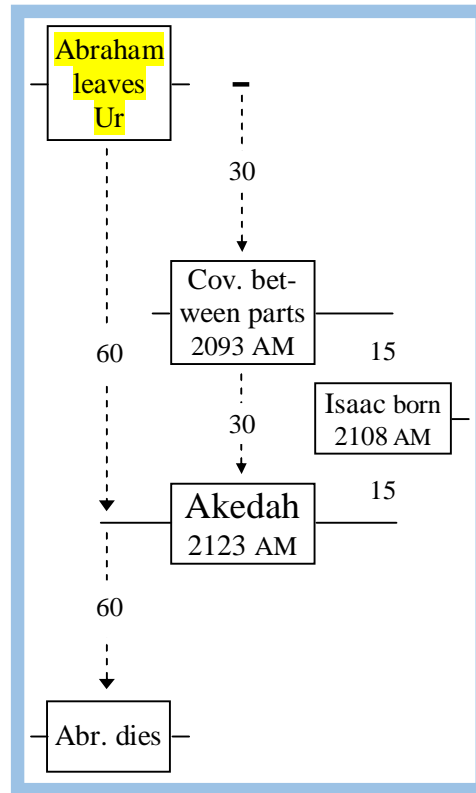 Abraham
leaves
Ur
30
Cov. bet-
ween parts
2093 AM
60
15
Isaac born
2108 AM
30
15
Akedah
2123 AM
60
Abr. dies